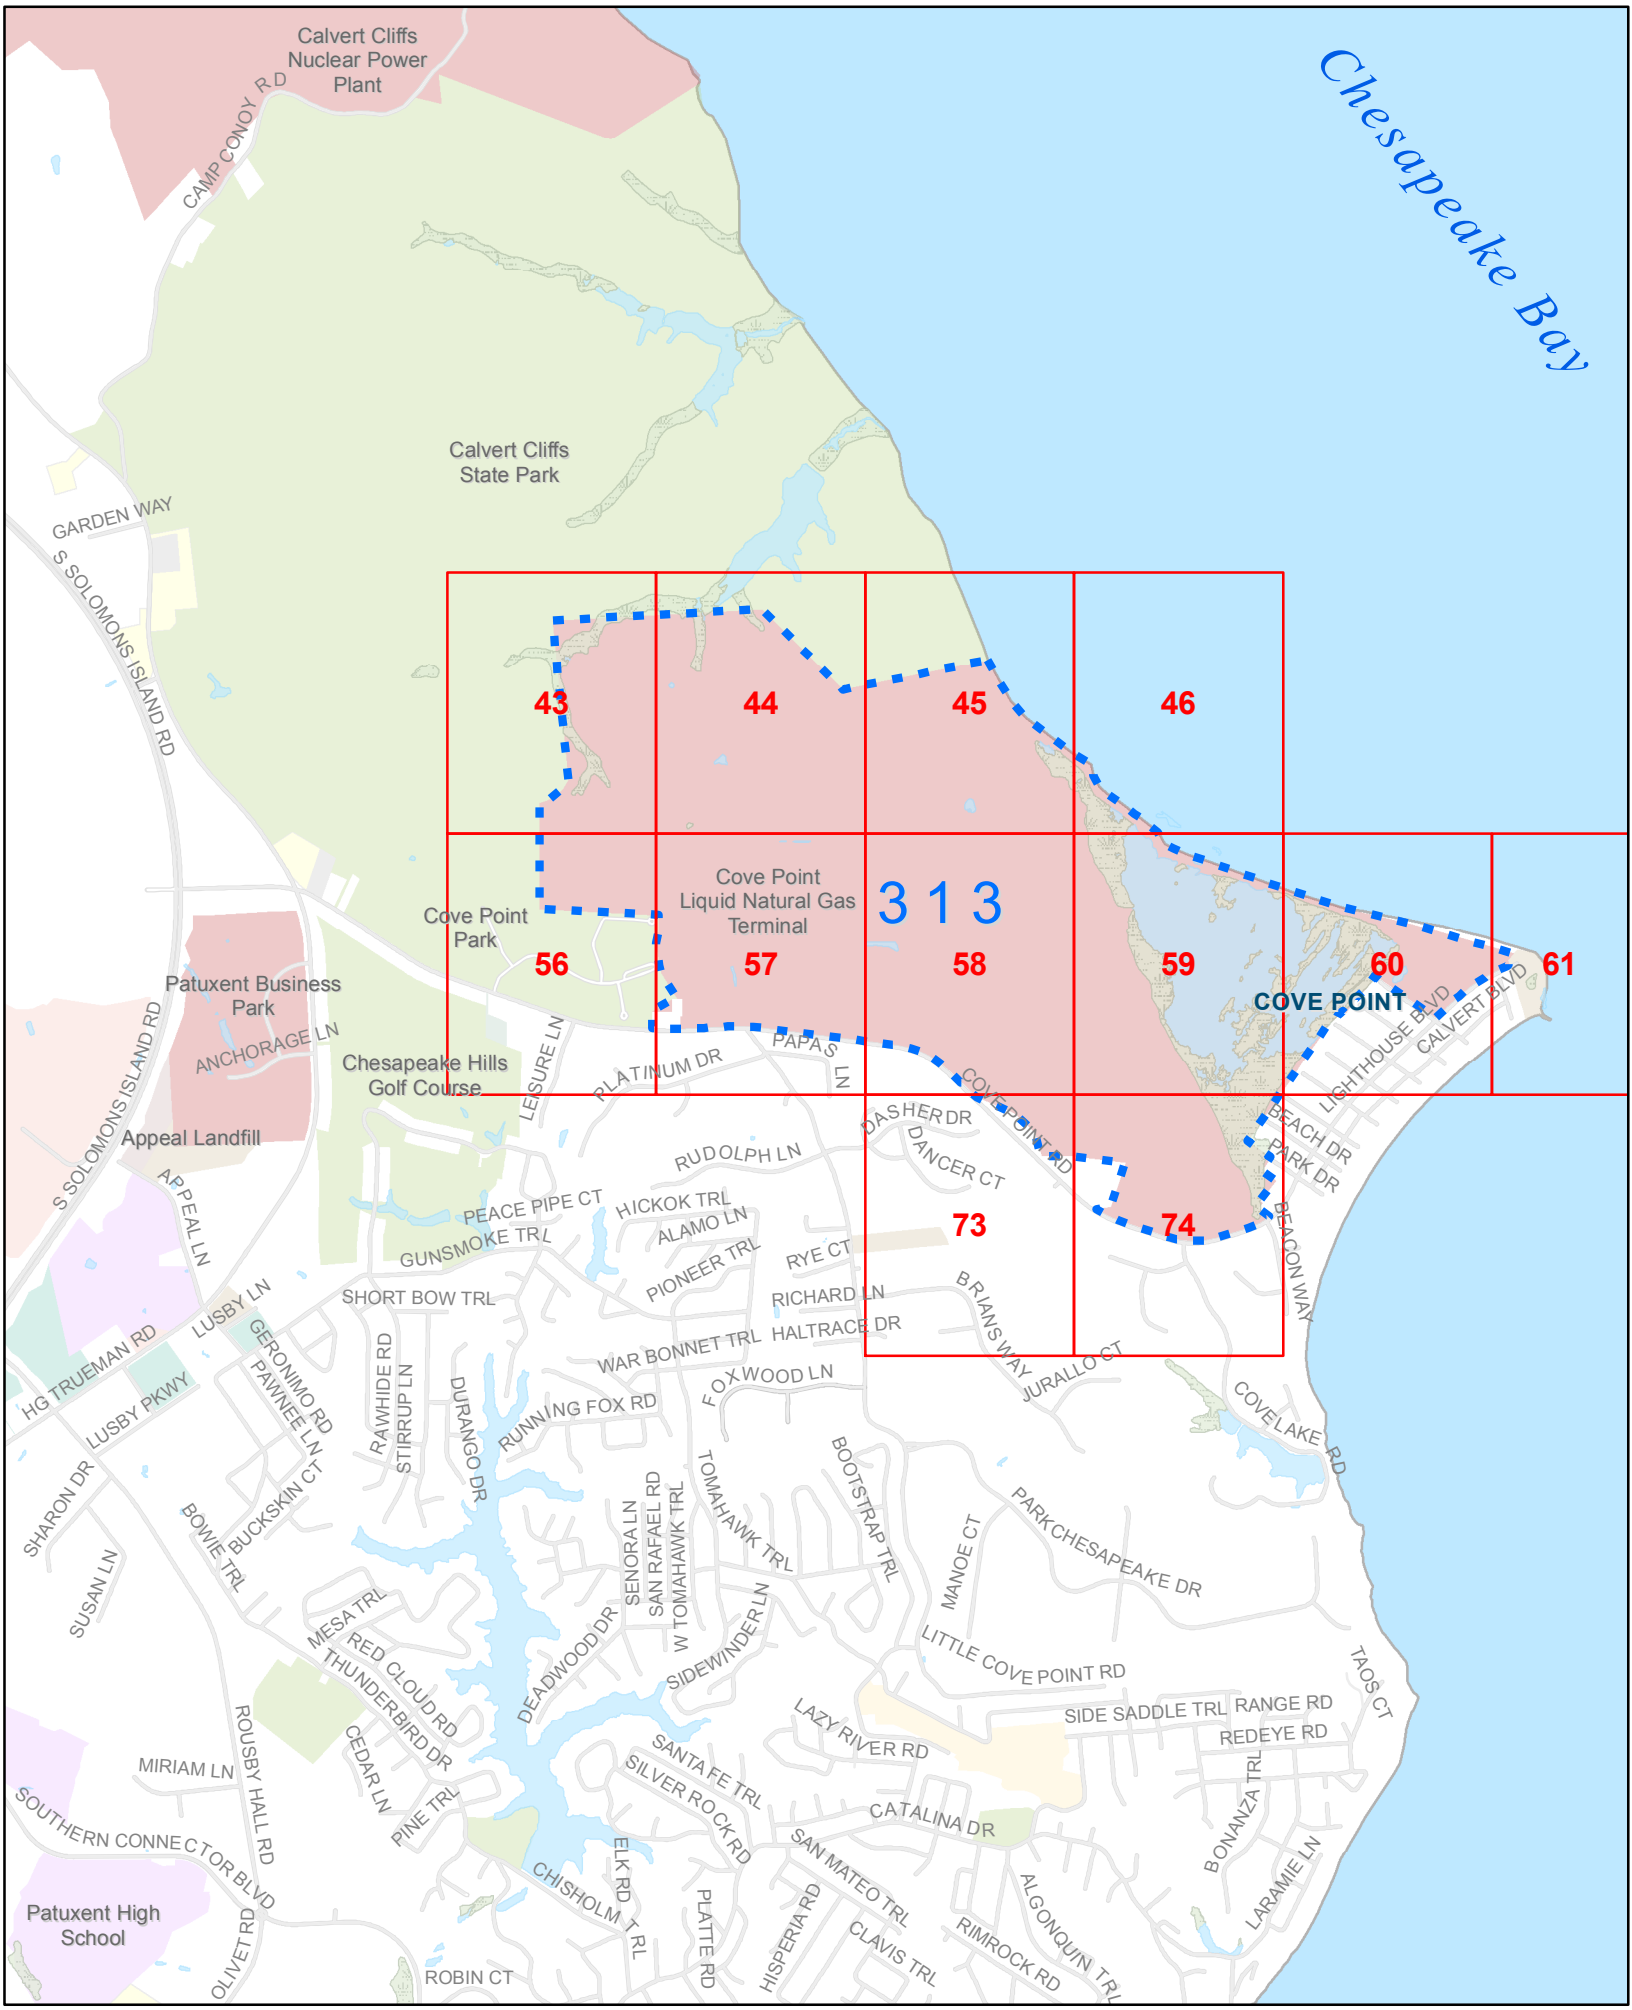 Calvert Cliffs
Nuclear Power
Plant
CAMP CONOY RD
Chesapeake Bay
Calvert Cliffs
State Park
GARDEN WAY
S SOLOMONS ISLAND RD
43
44
45
46
Cove Point
Liquid Natural Gas
Terminal
313
Cove Point
Park
56
57
58
59
60
61
COVE POINT
Patuxent Business
Park
ANCHORAGE LN
Chesapeake Hills
Golf Course
LEISURE LN
PLATINUM DR
PAPAS LN
COVE POINT RD
LIGHTHOUSE BLVD
CALVERT BLVD
S SOLOMONS ISLAND RD
Appeal Landfill
APPEAL LN
DASHER DR
DANCER CT
BEACH DR
PARK DR
RUDOLPH LN
PEACE PIPE CT
HICKOK TRL
ALAMO LN
73
74
BEACON WAY
GUNSMOKE TRL
PIONEER TRL
RYE CT
SHORT BOW TRL
RICHARD LN
BRIANS WAY
LUSBY LN
HALTRACE DR
WAR BONNET TRL
HG TRUEMAN RD
GERONIMO RD
PAWNEE LN
RAWHIDE RD
STIRRUP LN
DURANGO DR
FOXWOOD LN
JURALLO CT
LUSBY PKWY
RUNNING FOX RD
COVE LAKE RD
SHARON DR
BUCKSKIN CT
BOWIE TRL
SUSAN LN
TOMAHAWK TRL
BOOTSTRAP TRL
SENORA LN
SAN RAFAEL RD
W TOMAHAWK TRL
MANOE CT
PARKCHESAPEAKE DR
MESA TRL
RED CLOUD RD
THUNDERBIRD DR
DEADWOOD DR
SIDEWINDER LN
LITTLE COVE POINT RD
TAOS CT
SIDE SADDLE TRL
RANGE RD
REDEYE RD
ROUSBY HALL RD
CEDAR LN
MIRIAM LN
PINE TRL
LAZY RIVER RD
SANTA FE TRL
SILVER ROCK RD
BONANZA TRL
SOUTHERN CONNECTOR BLVD
CATALINA DR
SAN MATEO TRL
LARAMIE LN
ELK RD
CHISHOLM TRL
PLATTE RD
HISPERIA RD
CLAVIS TRL
RIMROCK RD
ALGONQUIN TRL
Patuxent High
School
OLIVET RD
ROBIN CT